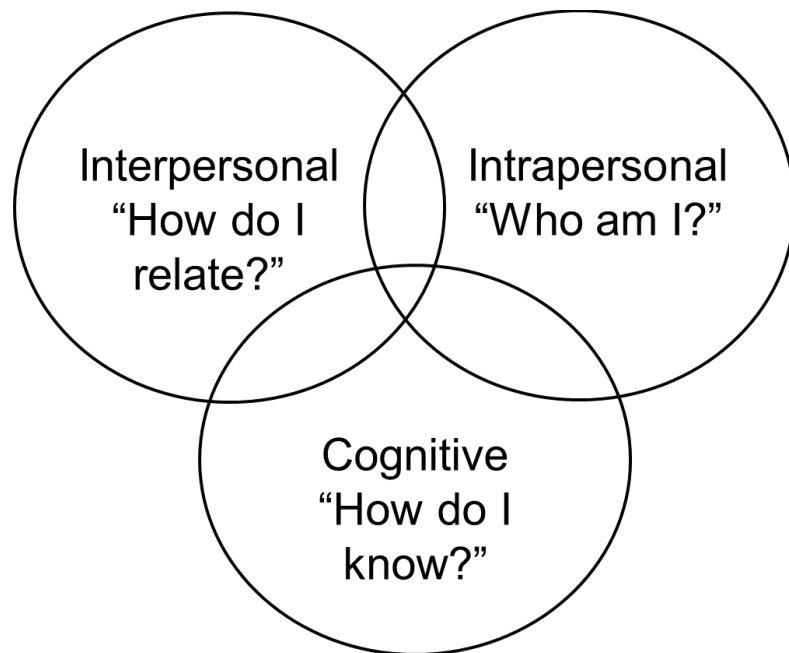 Interpersonal
“How do I
relate?”
Intrapersonal
“Who am I?”
Cognitive
“How do I
know?”